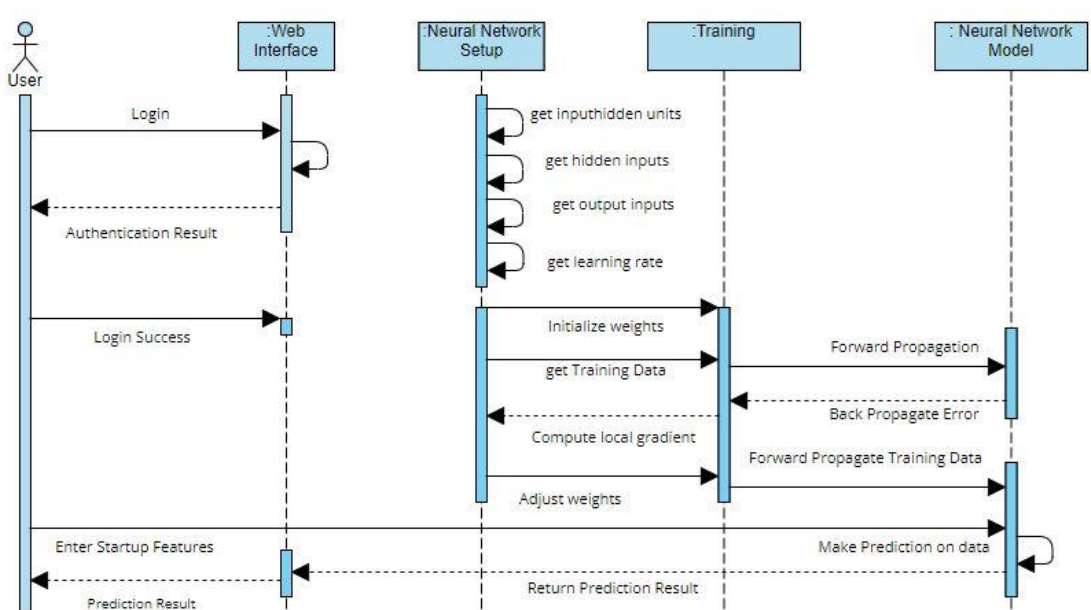 :Web
Interface
:Neural Network
Setup
:Training
: Neural Network
Model
User
Login
get inputhidden units
get hidden inputs
get output inputs
Authentication Result
get learning rate
Initialize weights
Login Success
Forward Propagation
get Training Data
Back Propagate Error
Compute local gradient
Forward Propagate Training Data
Adjust weights
Enter Startup Features
Make Prediction on data
Return Prediction Result
Prediction Result